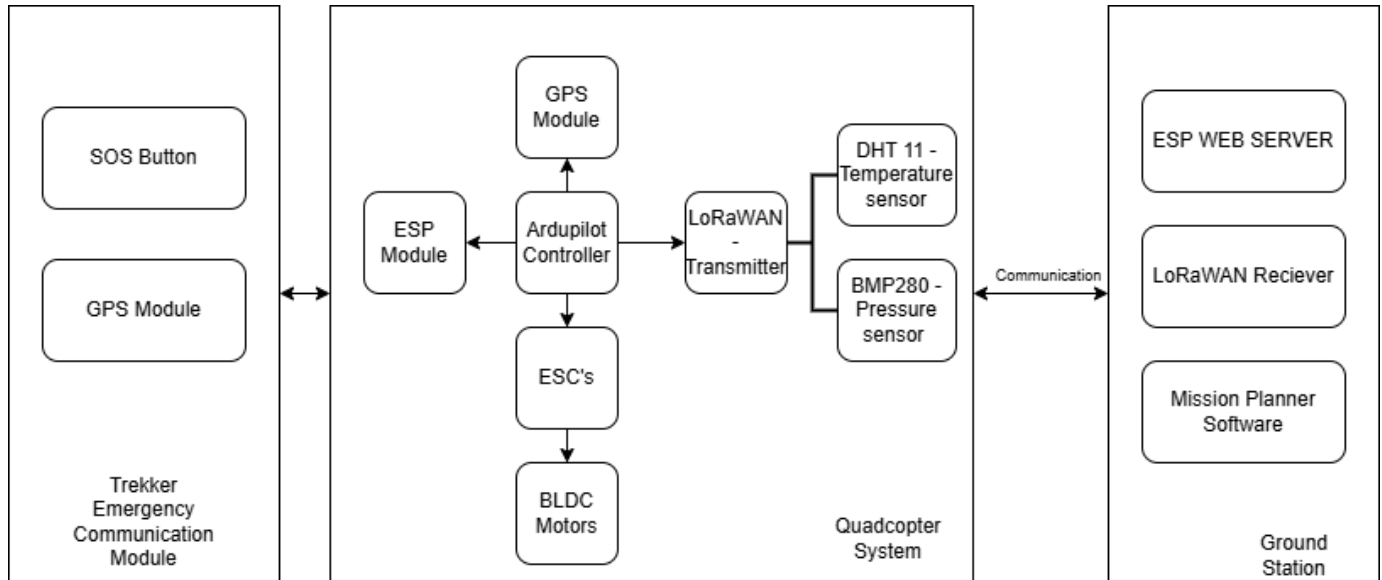 SOS Button
GPS Module
Trekker
Emergency
Communication
Module
GPS
Module
ESP
Module
Ardupilot
Controller
LoRaWAN
-
Transmitter
DHT 11 -
Temperature
sensor
BMP280 -
Pressure
sensor
ESC's
BLDC
Motors
Quadcopter
System
Communication
ESP WEB SERVER
LoRaWAN Reciever
Mission Planner
Software
Ground
Station